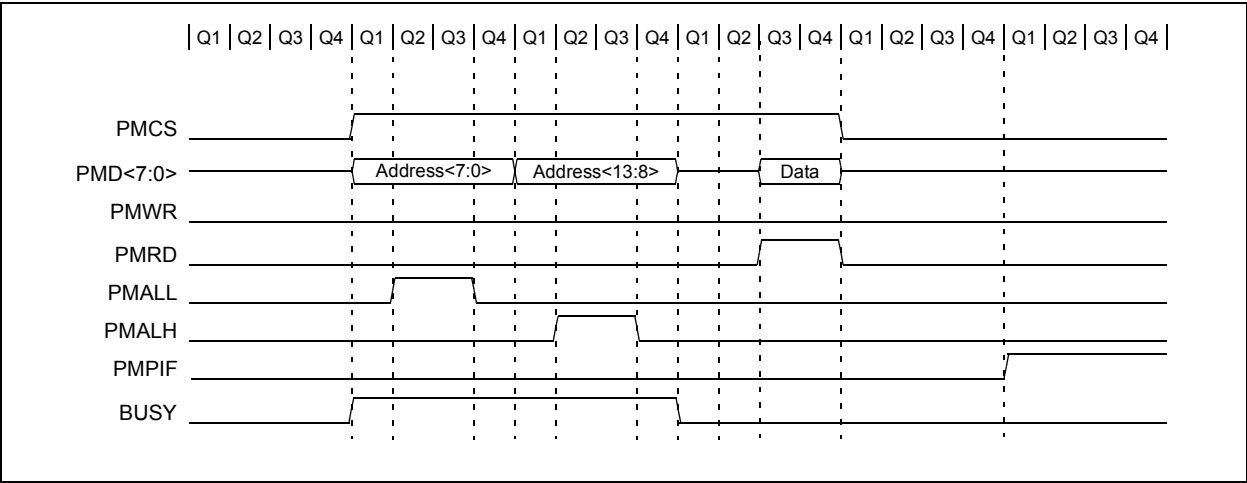 Q1 Q2 Q3 Q4 Q1 Q2 Q3 Q4 Q1 Q2 Q3 Q4 Q1 Q2 Q3 Q4 Q1 Q2 Q3 Q4 Q1 Q2 Q3 Q4
PMCS
PMD<7:0> Address<7:0> Address<13:8> Data
PMWR
PMRD
PMALL
PMALH
PMPIF
BUSY